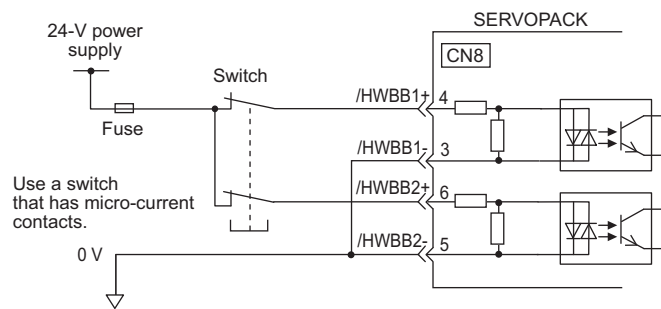 SERVOPACK
24-V power
supply
CN8
Switch
/HWBB1+ 4
Fuse
/HWBB1- 3
Use a switch
that has micro-current
contacts.
/HWBB2+ 6
0 V
/HWBB2- 5